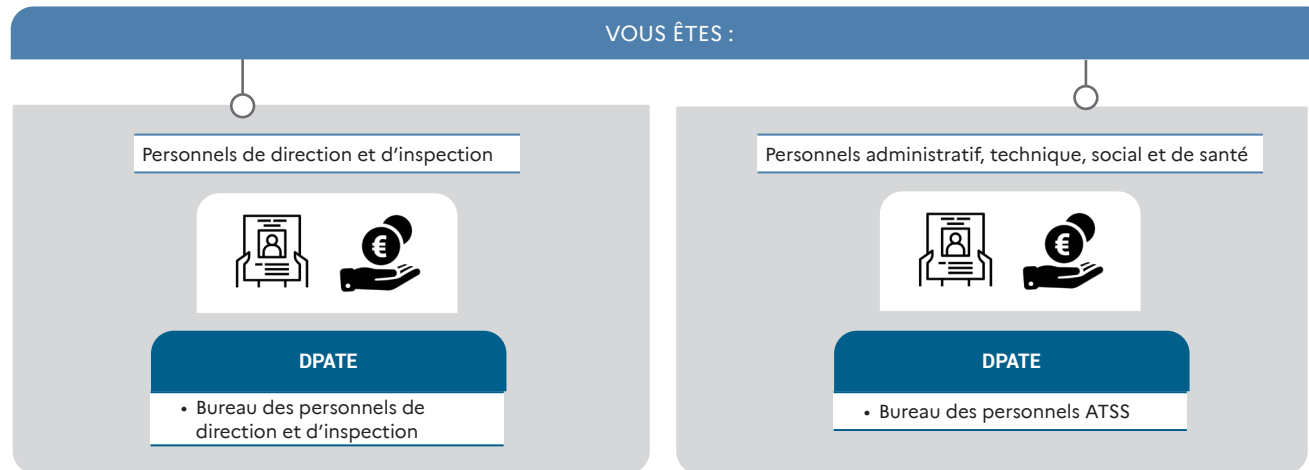 VOUS ÊTES :
Personnels de direction et d’inspection
€
DPATE
• Bureau des personnels de
direction et d’inspection
Personnels administratif, technique, social et de santé
€
DPATE
• Bureau des personnels ATSS